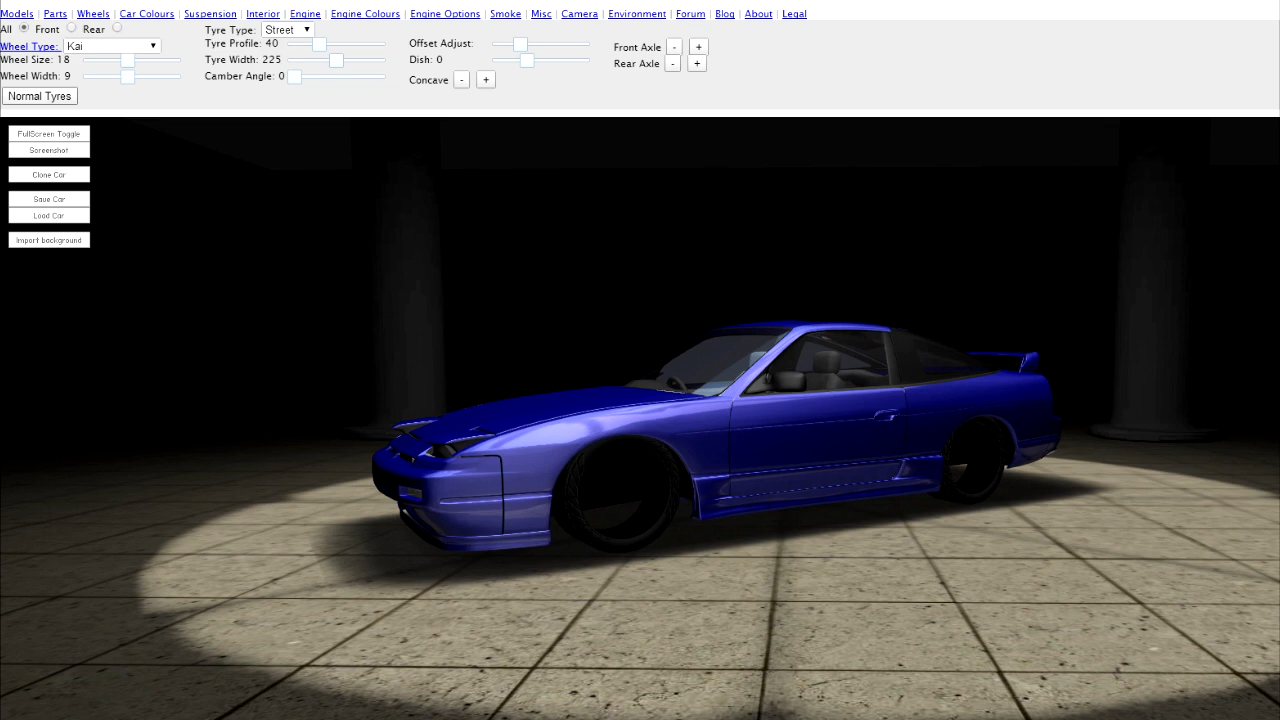 Models | Parts | Wheels | Car Colours | Suspension | Interior | Engine | Engine Colours | Engine Options | Smoke | Misc | Camera | Environment | Forum | Blog | About | Legal
All Front Rear
Wheel Type: Kai
Wheel Size: 18
Wheel Width: 9
Normal Tyres
Tyre Type: Street
Tyre Profile: 40
Tyre Width: 225
Camber Angle: 0
Offset Adjust:
Dish: 0
Concave - +
Front Axle - +
Rear Axle - +
FullScreen Toggle
Screenshot
Clone Car
Save Car
Load Car
Import background